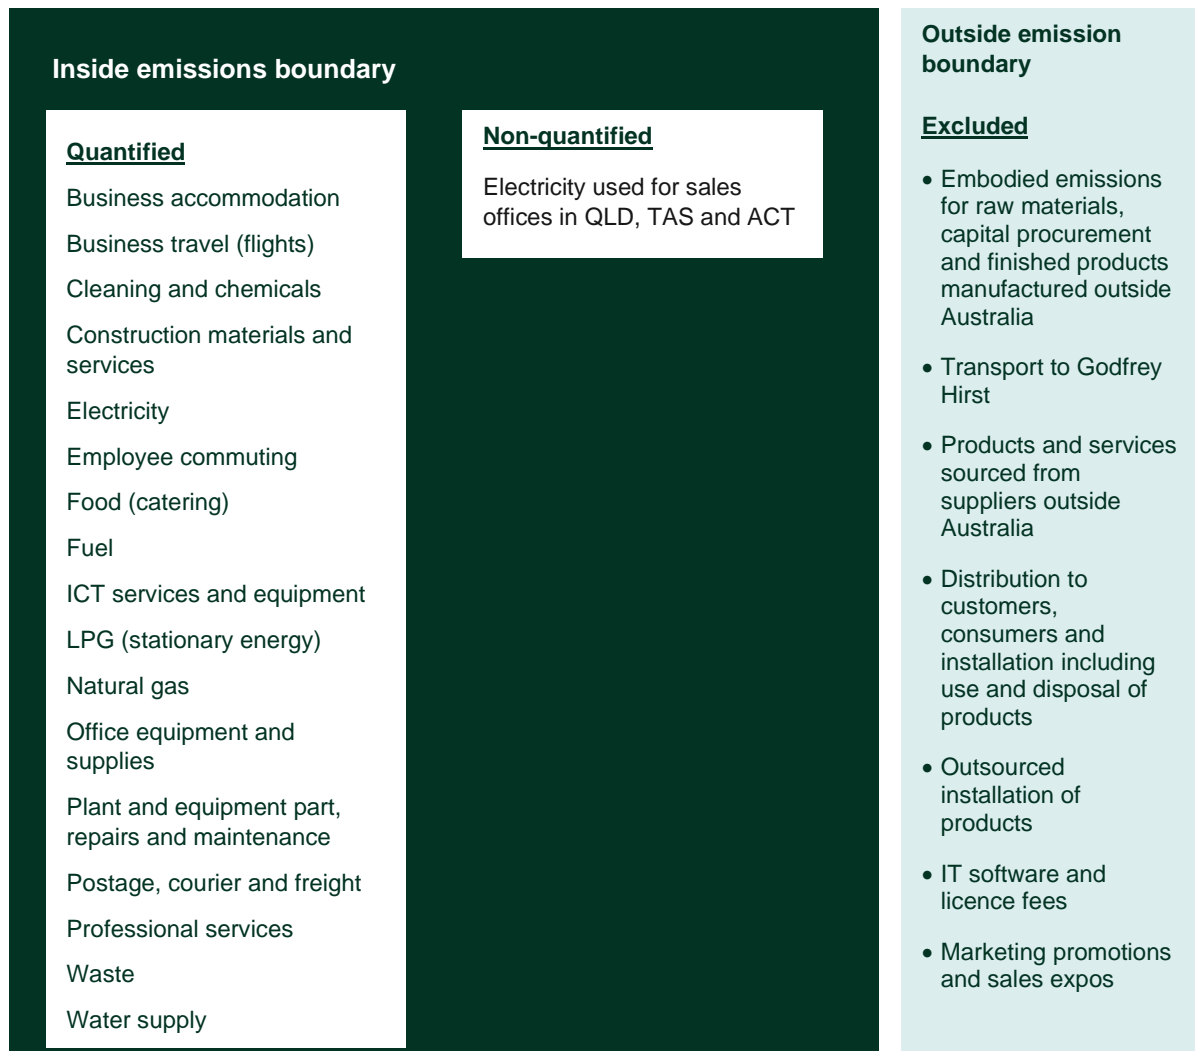 Inside emissions boundary
Quantified
Business accommodation
Business travel (flights)
Cleaning and chemicals
Construction materials and
services
Electricity
Employee commuting
Food (catering)
Fuel
ICT services and equipment
LPG (stationary energy)
Natural gas
Office equipment and
supplies
Plant and equipment part,
repairs and maintenance
Postage, courier and freight
Professional services
Waste
Water supply
Non-quantified
Electricity used for sales
offices in QLD, TAS and ACT
Outside emission
boundary
Excluded
• Embodied emissions
for raw materials,
capital procurement
and finished products
manufactured outside
Australia
• Transport to Godfrey
Hirst
• Products and services
sourced from
suppliers outside
Australia
• Distribution to
customers,
consumers and
installation including
use and disposal of
products
• Outsourced
installation of
products
• IT software and
licence fees
• Marketing promotions
and sales expos